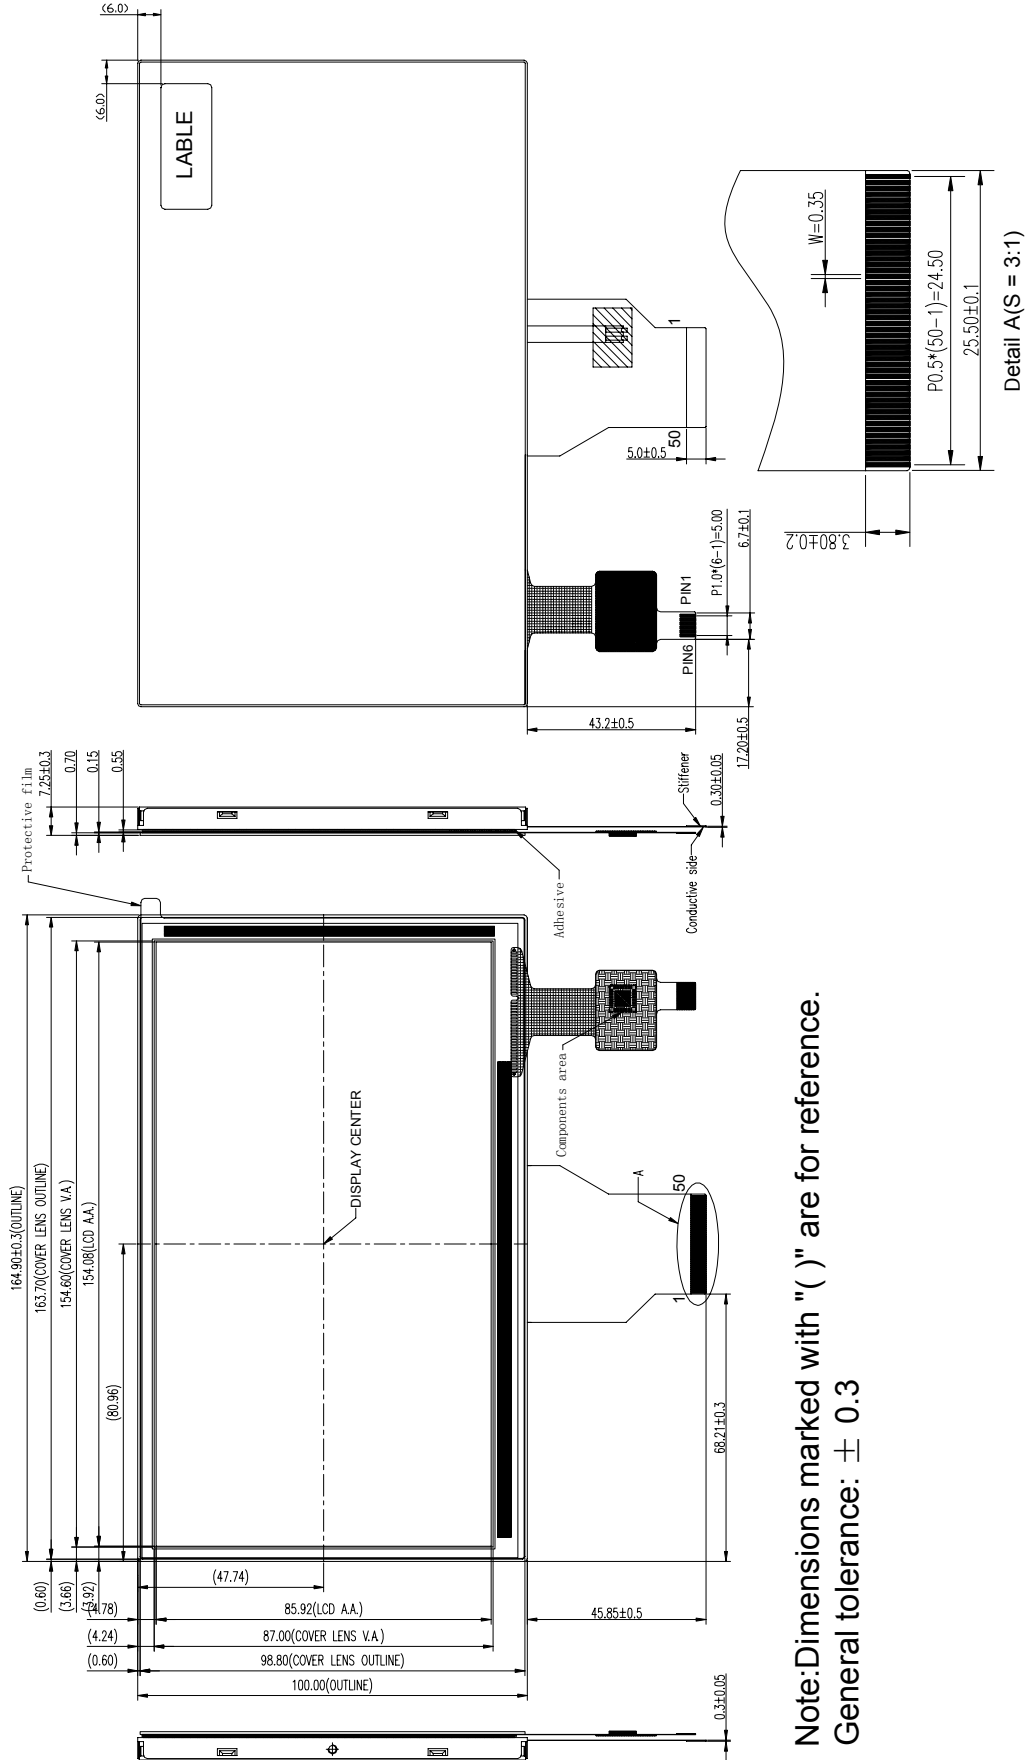 (6.0)
(6.0)
LABLE
1
50
5.0±0.5
PIN1
PIN6
P1.0*(6-1)=5.00
6.7±0.1
43.2±0.5
17.20±0.5
W=0.35
P0.5*(50-1)=24.50
25.50±0.1
3.80±0.2
Detail A(S = 3:1)
Protective film
7.25±0.3
0.70
0.15
0.55
Adhesive
Stiffener
Conductive side
0.30±0.05
164.90±0.3(OUTLINE)
163.70(COVER LENS OUTLINE)
154.60(COVER LENS V.A.)
154.08(LCD A.A.)
(80.96)
DISPLAY CENTER
Components area
A
50
1
68.21±0.3
(0.60)
(3.66)
(3.92)
(4.78)
(4.24)
(0.60)
(47.74)
85.92(LCD A.A.)
87.00(COVER LENS V.A.)
98.80(COVER LENS OUTLINE)
100.00(OUTLINE)
45.85±0.5
0.3±0.05
Note:Dimensions marked with "( )" are for reference.
General tolerance: ± 0.3